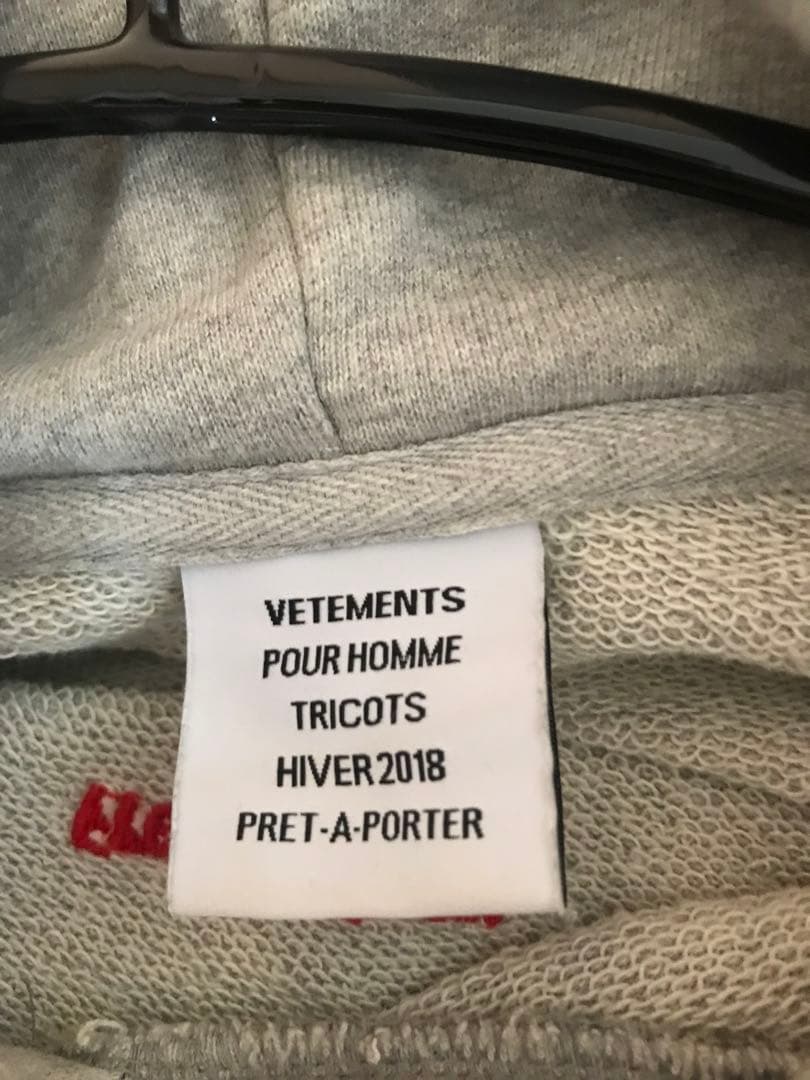 VETEMENTS
POUR HOMME
TRICOTS
HIVER 2018
PRET-A-PORTER